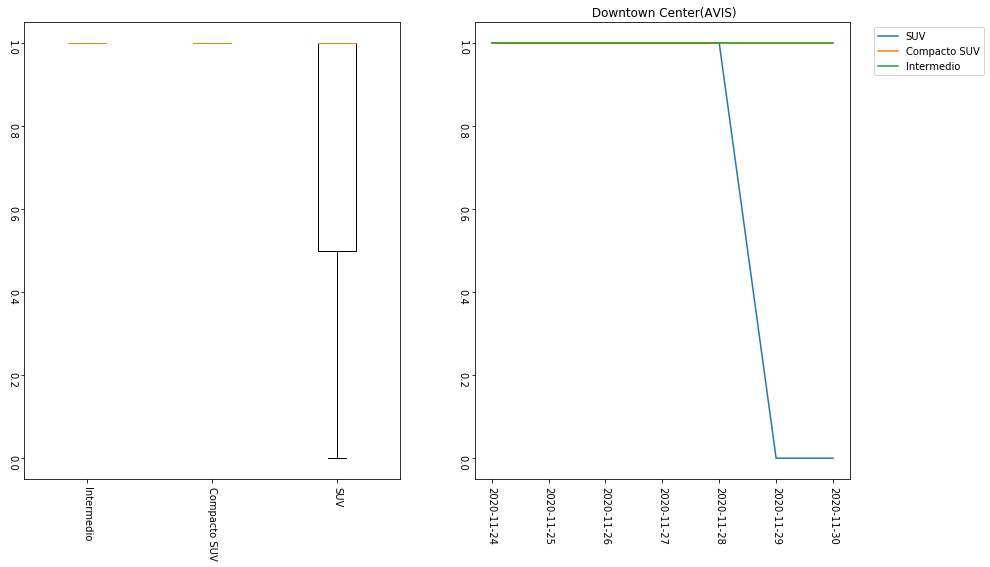 1.0
0.8
0.6
0.4
0.2
0.0
Intermedio
Compacto SUV
SUV
Downtown Center(AVIS)
1.0
0.8
0.6
0.4
0.2
0.0
2020-11-24
2020-11-25
2020-11-26
2020-11-27
2020-11-28
2020-11-29
2020-11-30
SUV
Compacto SUV
Intermedio